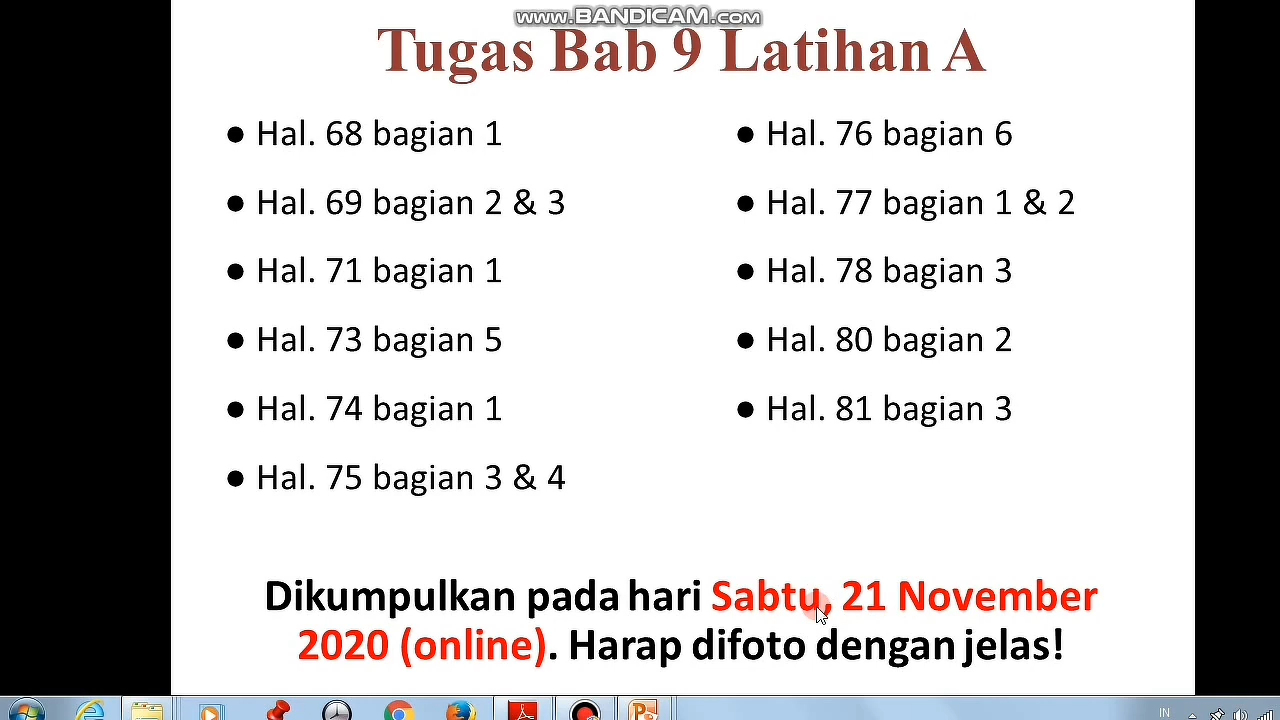 www.BANDICAM.com
Tugas Bab 9 Latihan A
● Hal. 68 bagian 1
● Hal. 69 bagian 2 & 3
● Hal. 71 bagian 1
● Hal. 73 bagian 5
● Hal. 74 bagian 1
● Hal. 75 bagian 3 & 4
● Hal. 76 bagian 6
● Hal. 77 bagian 1 & 2
● Hal. 78 bagian 3
● Hal. 80 bagian 2
● Hal. 81 bagian 3
Dikumpulkan pada hari Sabtu, 21 November
2020 (online). Harap difoto dengan jelas!
IN